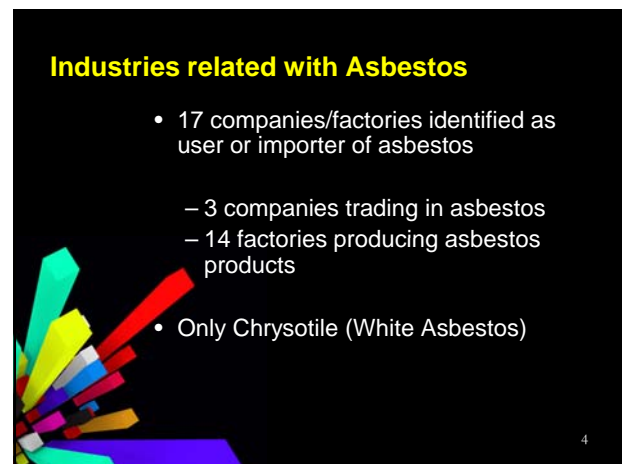 Industries related with Asbestos
• 17 companies/factories identified as
user or importer of asbestos
– 3 companies trading in asbestos
– 14 factories producing asbestos
products
• Only Chrysotile (White Asbestos)
4